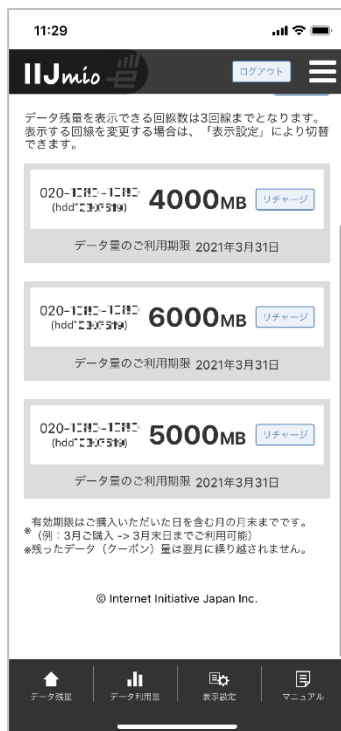 11:29
IIJmio
ログアウト
データ残量を表示できる回線数は3回線までとなります。
表示する回線を変更する場合は、「表示設定」により切替
できます。
020-
4000MB
リチャージ
データ量のご利用期限 2021年3月31日
020-
6000MB
リチャージ
データ量のご利用期限 2021年3月31日
020-
5000MB
リチャージ
データ量のご利用期限 2021年3月31日
有効期限はご購入いただいた日を含む月の月末までです。
※（例：3月ご購入 -> 3月末日までご利用可能）
※残ったデータ（クーポン）量は翌月に繰り越されません。
© Internet Initiative Japan Inc.
データ残量 データ利用量 表示設定 マニュアル